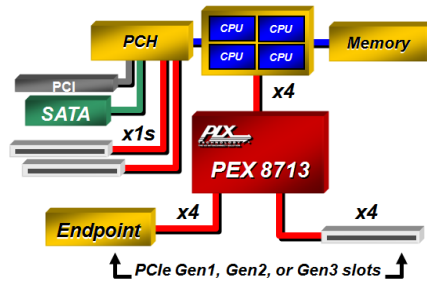 PCH
CPU CPU
CPU CPU
Memory
PCI
SATA
x1s
x4
PLX
TECHNOLOGY
PEX 8713
x4
x4
Endpoint
PCIe Gen1, Gen2, or Gen3 slots